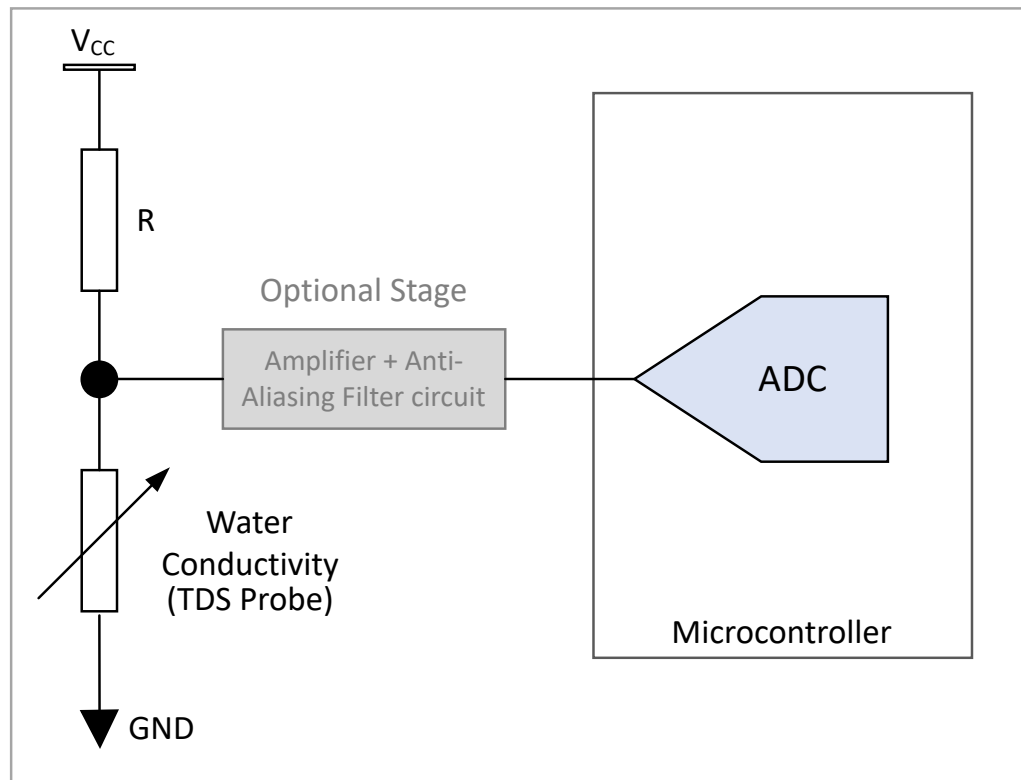 VCC
R
Optional Stage
Amplifier + Anti-
Aliasing Filter circuit
ADC
Water
Conductivity
(TDS Probe)
Microcontroller
GND